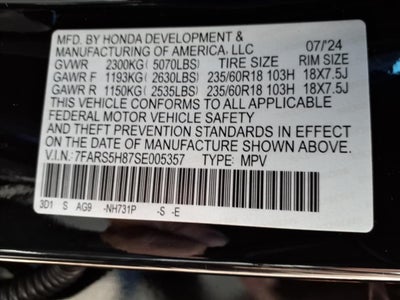 MFD. BY HONDA DEVELOPMENT &
MANUFACTURING OF AMERICA, LLC 07/'24
GVWR 2300KG (5070LBS) TIRE SIZE RIM SIZE
GAWR F 1193KG (2630LBS) 235/60R18 103H 18X7.5J
GAWR R 1150KG (2535LBS) 235/60R18 103H 18X7.5J
THIS VEHICLE CONFORMS TO ALL APPLICABLE
FEDERAL MOTOR VEHICLE SAFETY
AND THEFT PREVENTION STANDARDS IN EFFECT
ON THE DATE OF MANUFACTURE SHOWN ABOVE.
V.I.N.: 7FARS5H87SE005357 TYPE: MPV
3D1 S AG9 -NH731P -S -E